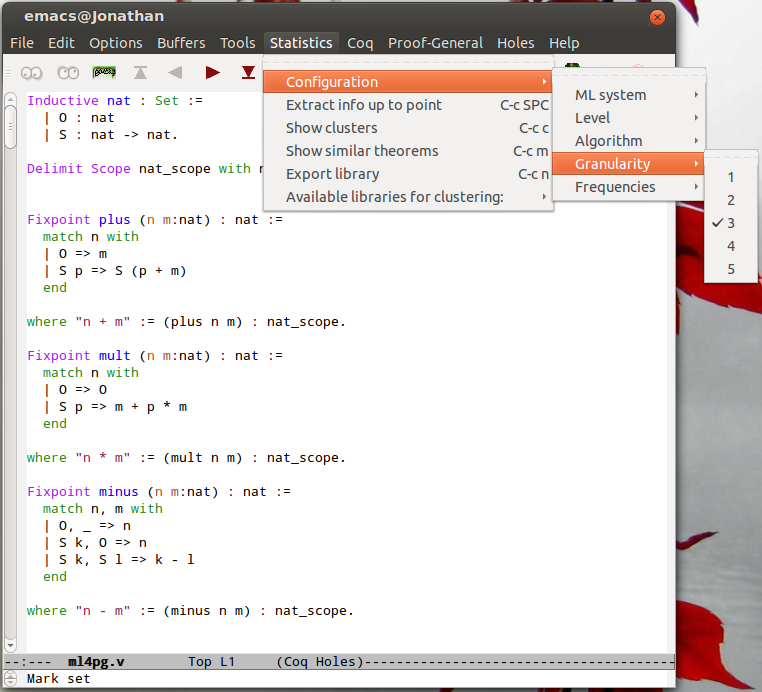 emacs@Jonathan
File Edit Options Buffers Tools Statistics Coq Proof-General Holes Help
Configuration
Extract info up to point C-c SPC
Show clusters C-c c
Show similar theorems C-c m
Export library C-c n
Available libraries for clustering:
ML system
Level
Algorithm
Granularity
Frequencies
1
2
3
4
5
Inductive nat : Set :=
  | O : nat
  | S : nat -> nat.
Delimit Scope nat_scope with
Fixpoint plus (n m:nat) : nat :=
  match n with
  | O => m
  | S p => S (p + m)
  end
where "n + m" := (plus n m) : nat_scope.
Fixpoint mult (n m:nat) : nat :=
  match n with
  | O => O
  | S p => m + p * m
  end
where "n * m" := (mult n m) : nat_scope.
Fixpoint minus (n m:nat) : nat :=
  match n, m with
  | O, _ => n
  | S k, O => n
  | S k, S l => k - l
  end
where "n - m" := (minus n m) : nat_scope.
--:--- ml4pg.v Top L1 (Coq Holes)---------------------------------------
Mark set